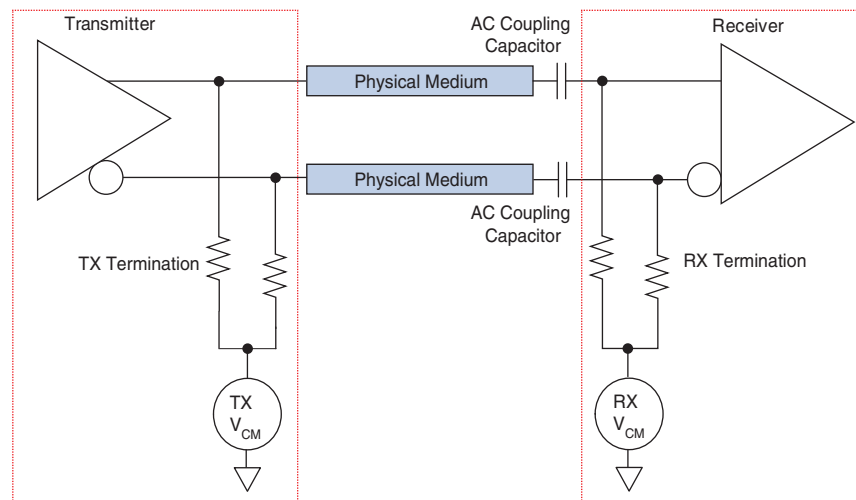 Transmitter
AC Coupling
Capacitor
Receiver
Physical Medium
Physical Medium
AC Coupling
Capacitor
TX Termination
RX Termination
TX
VCM
RX
VCM